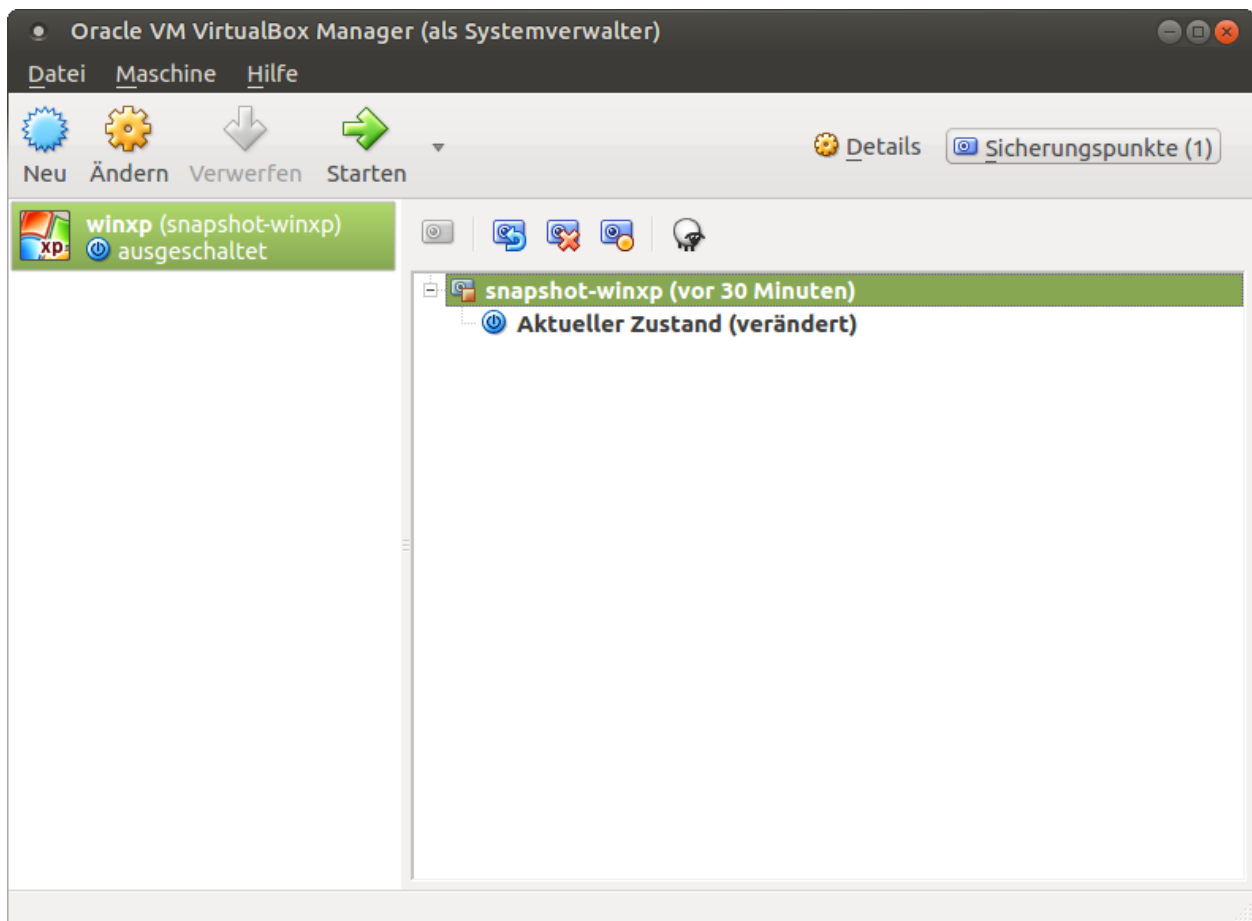 Oracle VM VirtualBox Manager (als Systemverwalter)
Datei Maschine Hilfe
Neu Ändern Verwerfen Starten
Details Sicherungspunkte (1)
xp
winxp (snapshot-winxp)
ausgeschaltet
snapshot-winxp (vor 30 Minuten)
Aktueller Zustand (verändert)